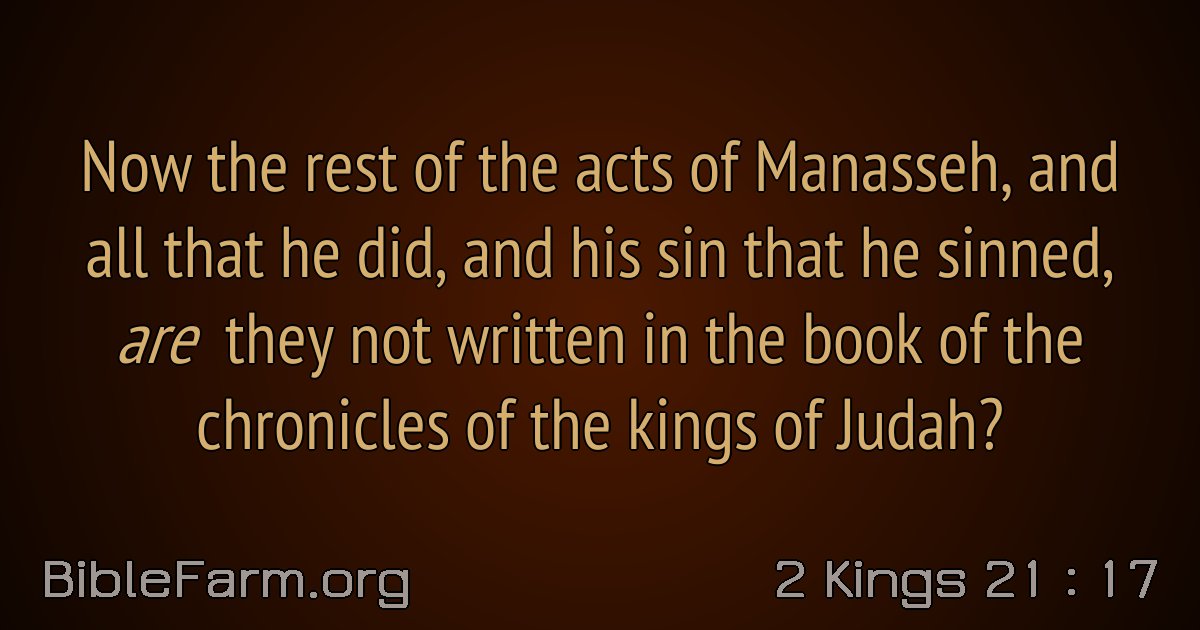 Now the rest of the acts of Manasseh, and
all that he did, and his sin that he sinned,
are they not written in the book of the
chronicles of the kings of Judah?
BibleFarm.org
2 Kings 21 : 17